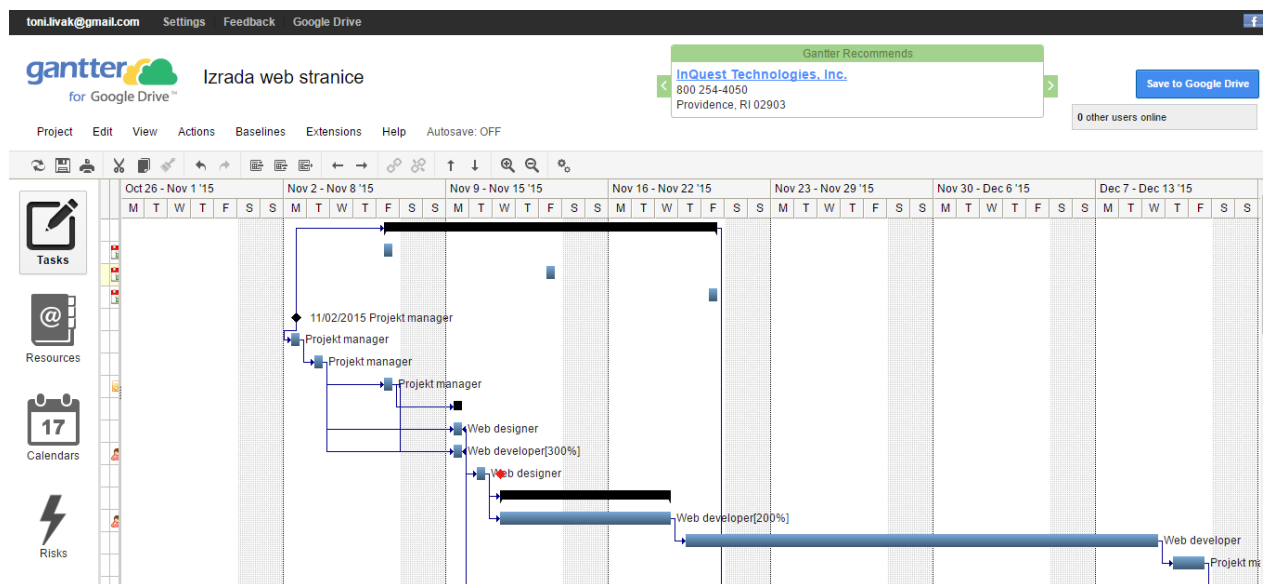 toni.livak@gmail.com Settings Feedback Google Drive f
gantter
for Google Drive™
Izrada web stranice
Gantter Recommends
InQuest Technologies, Inc.
800 254-4050
Providence, RI 02903
Save to Google Drive
0 other users online
Project Edit View Actions Baselines Extensions Help Autosave: OFF
Oct 26 - Nov 1 '15 Nov 2 - Nov 8 '15 Nov 9 - Nov 15 '15 Nov 16 - Nov 22 '15 Nov 23 - Nov 29 '15 Nov 30 - Dec 6 '15 Dec 7 - Dec 13 '15
M T W T F S S M T W T F S S M T W T F S S M T W T F S S M T W T F S S M T W T F S S M T W T F S S
Tasks
@
Resources
17
Calendars
Risks
11/02/2015 Projekt manager
Projekt manager
Projekt manager
Projekt manager
Web designer
Web developer[300%]
Web designer
Web developer[200%]
Web developer
Projekt